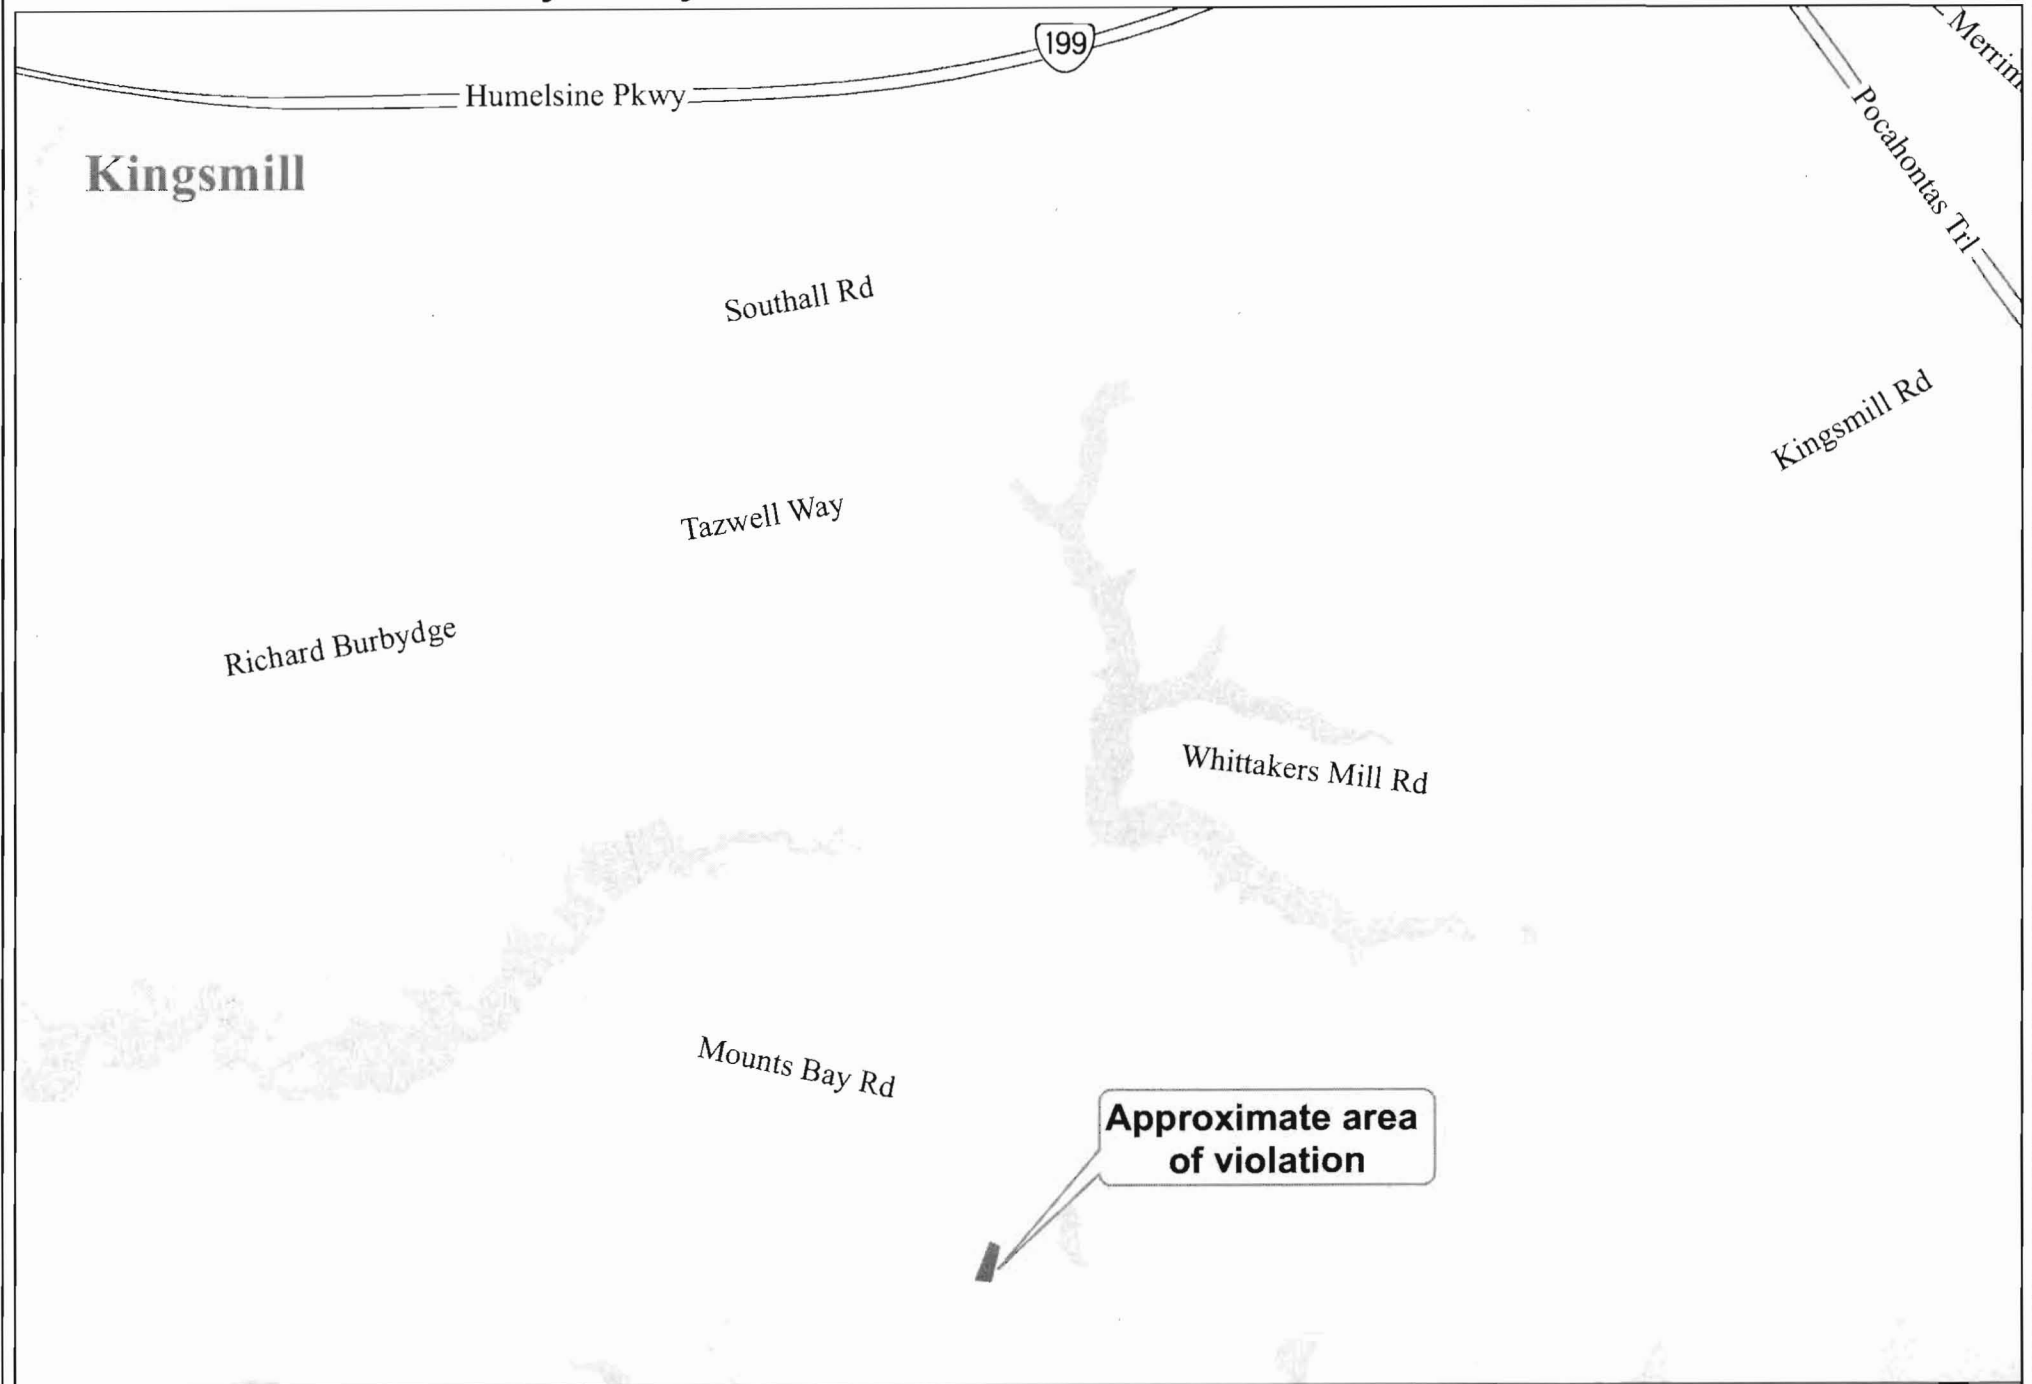 199
Humelsine Pkwy
Pocahontas Trl
Kingsmill
Southall Rd
Kingsmill Rd
Tazwell Way
Richard Burbydge
Whittakers Mill Rd
Mounts Bay Rd
Approximate area
of violation